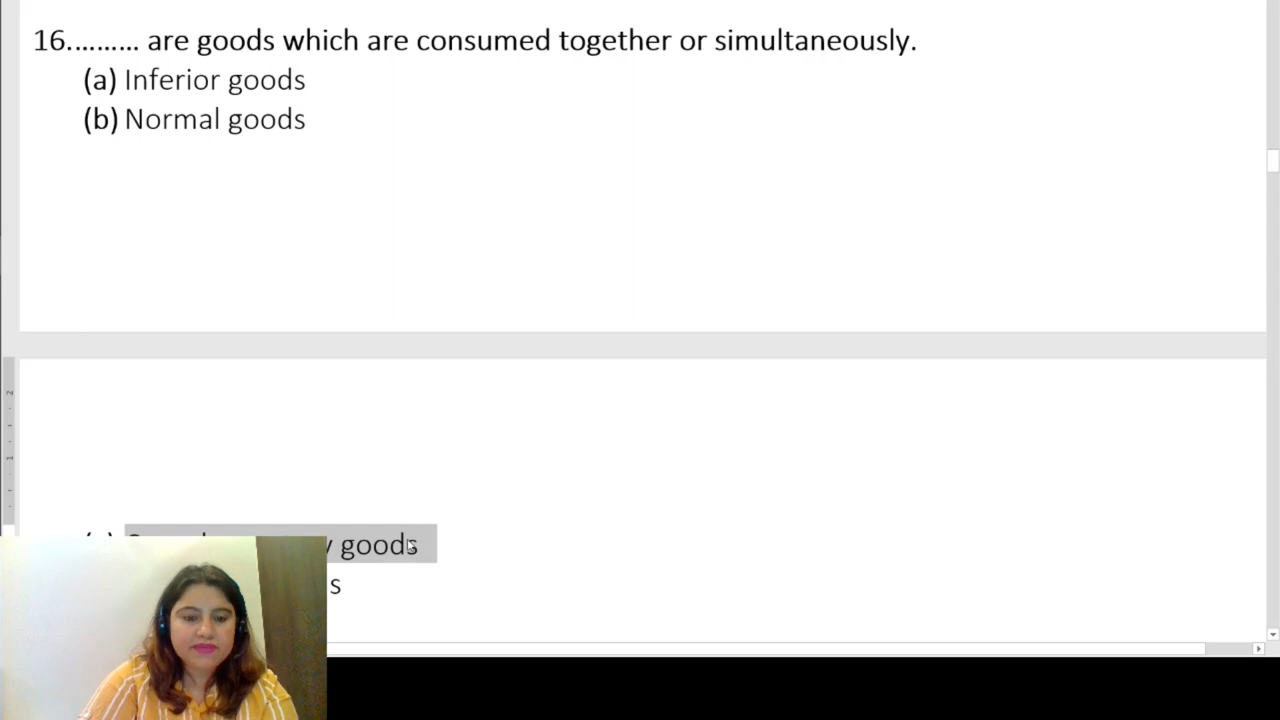 16.......... are goods which are consumed together or simultaneously.
(a) Inferior goods
(b) Normal goods
goods